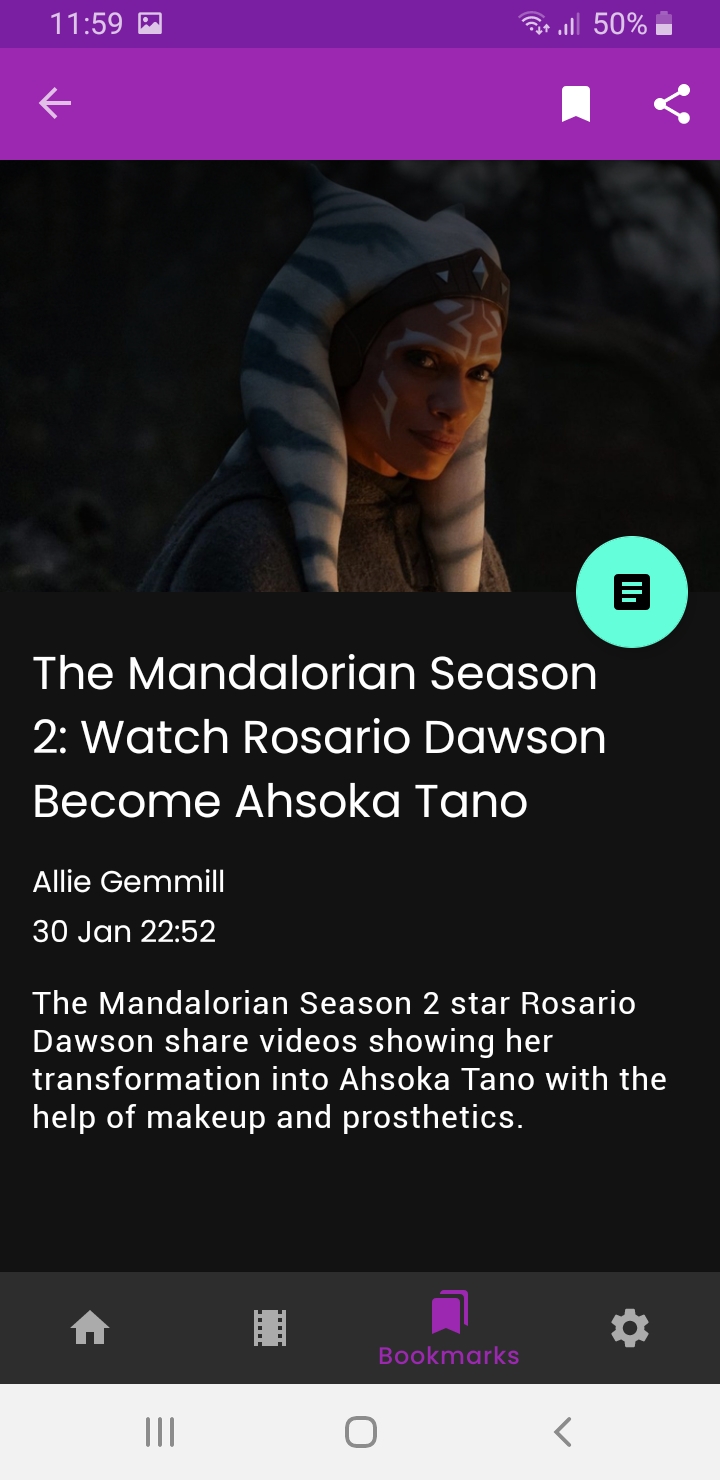 11:59
50%
The Mandalorian Season
2: Watch Rosario Dawson
Become Ahsoka Tano
Allie Gemmill
30 Jan 22:52
The Mandalorian Season 2 star Rosario
Dawson share videos showing her
transformation into Ahsoka Tano with the
help of makeup and prosthetics.
Bookmarks